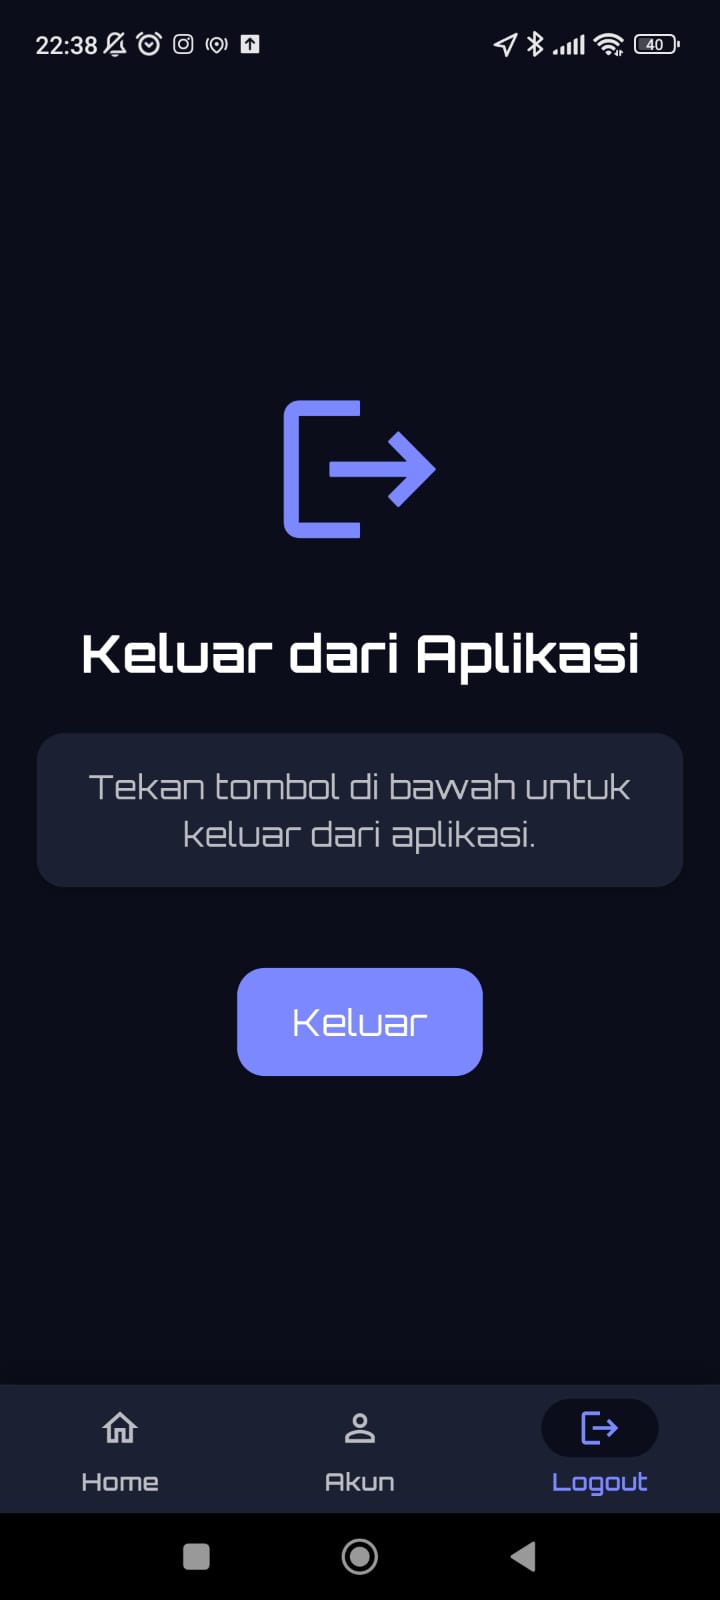 22:38
40
Keluar dari Aplikasi
Tekan tombol di bawah untuk
keluar dari aplikasi.
Keluar
Home
Akun
Logout